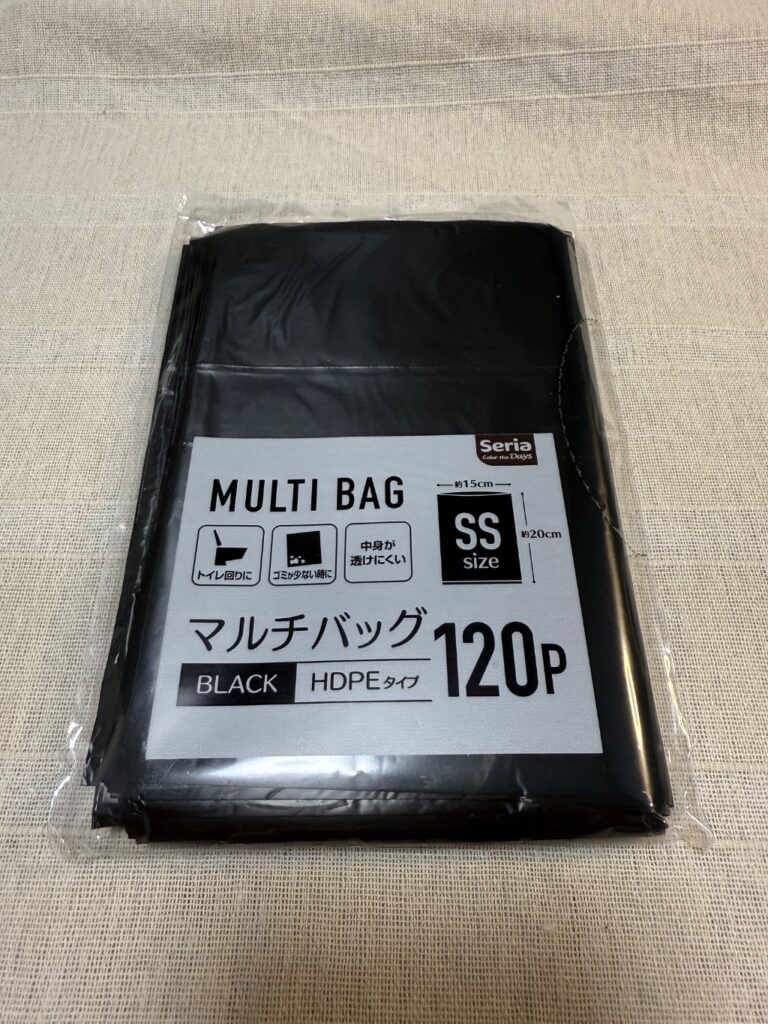 Seria
Color the Days
MULTI BAG
約15cm
SS
size
約20cm
トイレ回りに
ゴミが少ない時に
中身が
透けにくい
マルチバッグ
BLACK
HDPEタイプ
120P